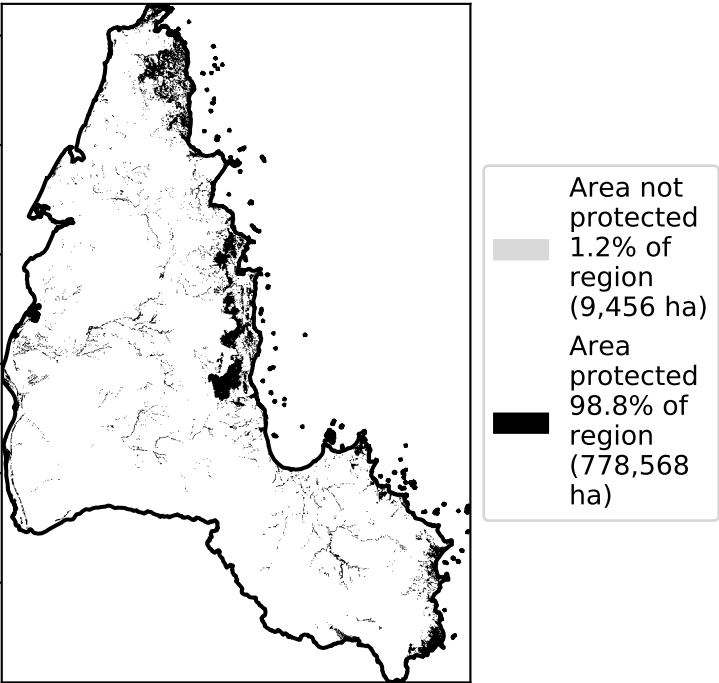 Area not
protected
1.2% of
region
(9,456 ha)
Area
protected
98.8% of
region
(778,568
ha)